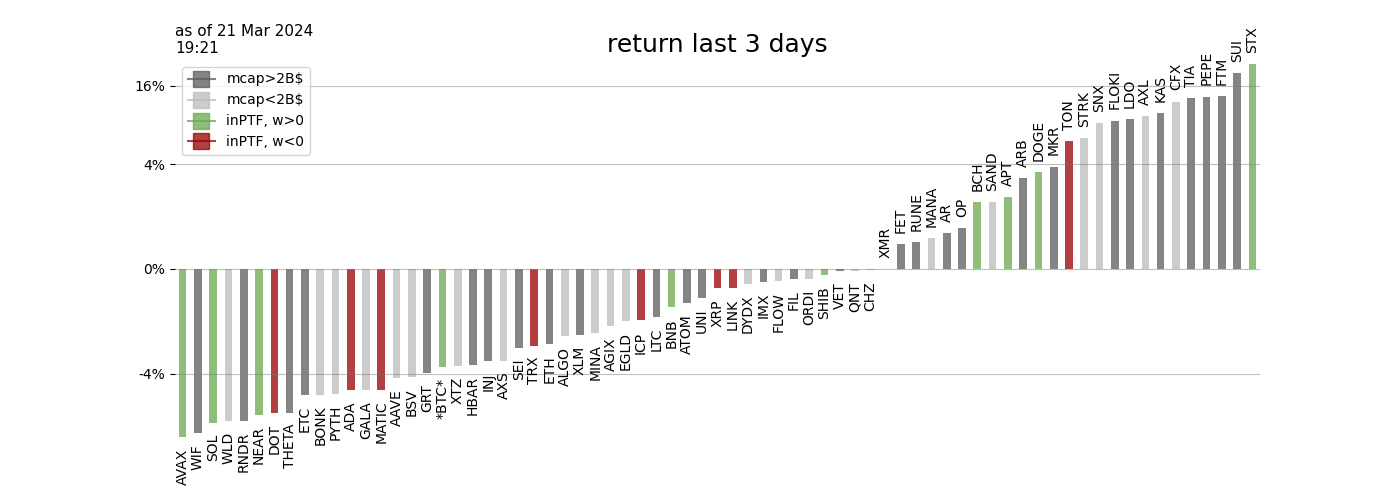 as of 21 Mar 2024
19:21
return last 3 days
mcap>2B$
mcap<2B$
inPTF, w>0
inPTF, w<0
16%
4%
0%
-4%
AVAX
WIF
SOL
WLD
RNDR
NEAR
DOT
THETA
ETC
BONK
PYTH
ADA
GALA
MATIC
AAVE
BSV
GRT
*BTC*
XTZ
HBAR
INJ
AXS
SEI
TRX
ETH
ALGO
XLM
MINA
AGIX
EGLD
ICP
LTC
BNB
ATOM
UNI
XRP
LINK
DYDX
IMX
FLOW
FIL
ORDI
SHIB
VET
QNT
CHZ
XMR
FET
RUNE
MANA
AR
OP
BCH
SAND
APT
ARB
DOGE
MKR
TON
STRK
SNX
FLOKI
LDO
AXL
KAS
CFX
TIA
PEPE
FTM
SUI
STX